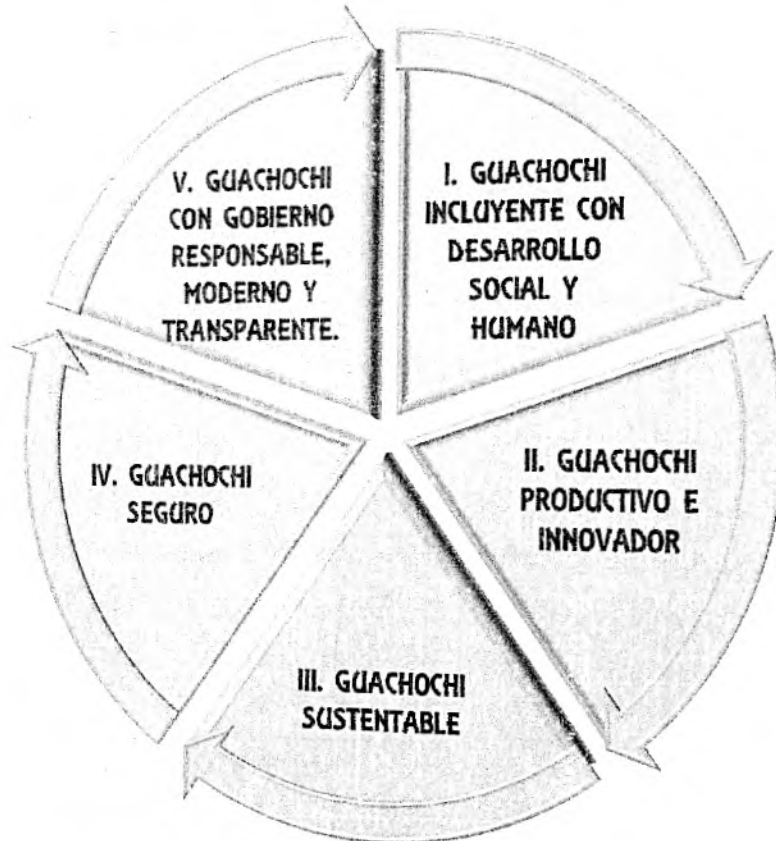 I. GUACHOCHI
INCLUYENTE CON
DESARROLLO
SOCIAL Y
HUMANO
II. GUACHOCHI
PRODUCTIVO E
INNOVADOR
III. GUACHOCHI
SUSTENTABLE
IV. GUACHOCHI
SEGURO
V. GUACHOCHI
CON GOBIERNO
RESPONSABLE,
MODERNO Y
TRANSPARENTE.